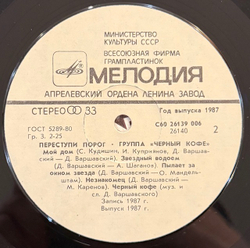 МИНИСТЕРСТВО
КУЛЬТУРЫ СССР
ВСЕСОЮЗНАЯ ФИРМА
ГРАМПЛАСТИНОК
МЕЛОДИЯ
АПРЕЛЕВСКИЙ ОРДЕНА ЛЕНИНА ЗАВОД
СТЕРЕО 33
Год выпуска 1987
ГОСТ 5289-80
С60 26139 006
Гр. 3. 2-25
26140 2
ПЕРЕСТУПИ ПОРОГ - ГРУППА «ЧЕРНЫЙ КОФЕ»
Мой дом (С. Кудишин, И. Куприянов, Д. Варшав-
ский - Д. Варшавский). Звездный водоем
(Д. Варшавский - А. Шаганов). Пылает за
окном звезда (Д. Варшавский - О. Мандель-
штам). Незнакомец (Д. Варшавский -
М. Каренов). Черный кофе (муз. и
сл. Д. Варшавского)
Запись 1987 г.
Выпуск 1987 г.